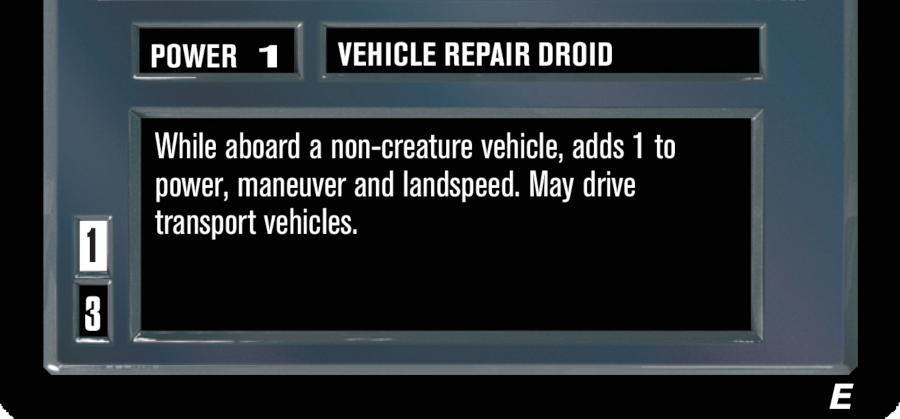 POWER 1
VEHICLE REPAIR DROID
While aboard a non-creature vehicle, adds 1 to
power, maneuver and landspeed. May drive
transport vehicles.
1
3
E